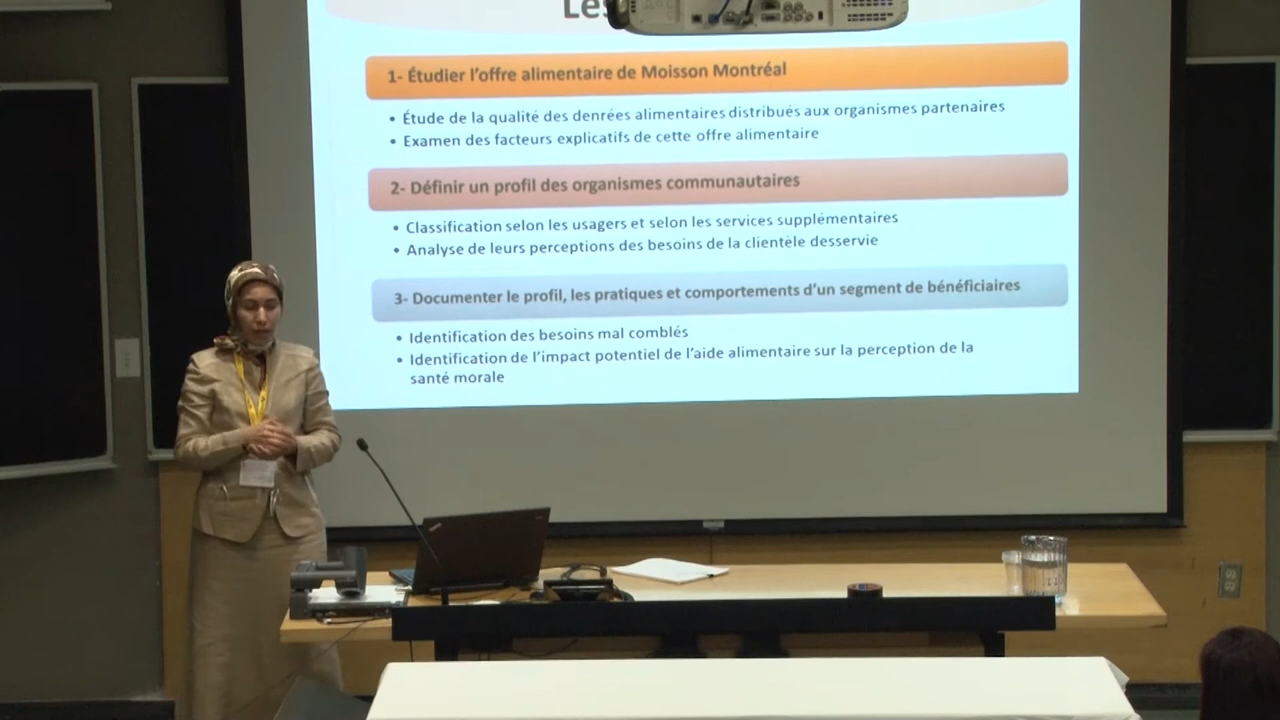 Les
1- Étudier l'offre alimentaire de Moisson Montréal
• Étude de la qualité des denrées alimentaires distribués aux organismes partenaires
• Examen des facteurs explicatifs de cette offre alimentaire
2- Définir un profil des organismes communautaires
• Classification selon les usagers et selon les services supplémentaires
• Analyse de leurs perceptions des besoins de la clientèle desservie
3- Documenter le profil, les pratiques et comportements d'un segment de bénéficiaires
• Identification des besoins mal comblés
• Identification de l'impact potentiel de l'aide alimentaire sur la perception de la
santé morale